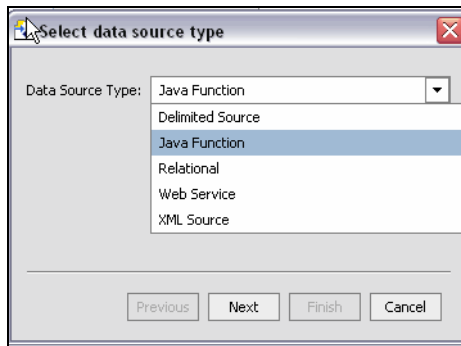 Select data source type
Data Source Type: Java Function
Delimited Source
Java Function
Relational
Web Service
XML Source
Previous Next Finish Cancel